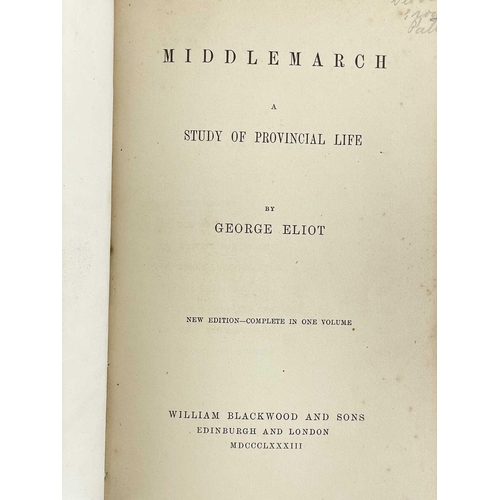 MIDDLEMARCH
A
STUDY OF PROVINCIAL LIFE
BY
GEORGE ELIOT
NEW EDITION—COMPLETE IN ONE VOLUME
WILLIAM BLACKWOOD AND SONS
EDINBURGH AND LONDON
MDCCCLXXXIII